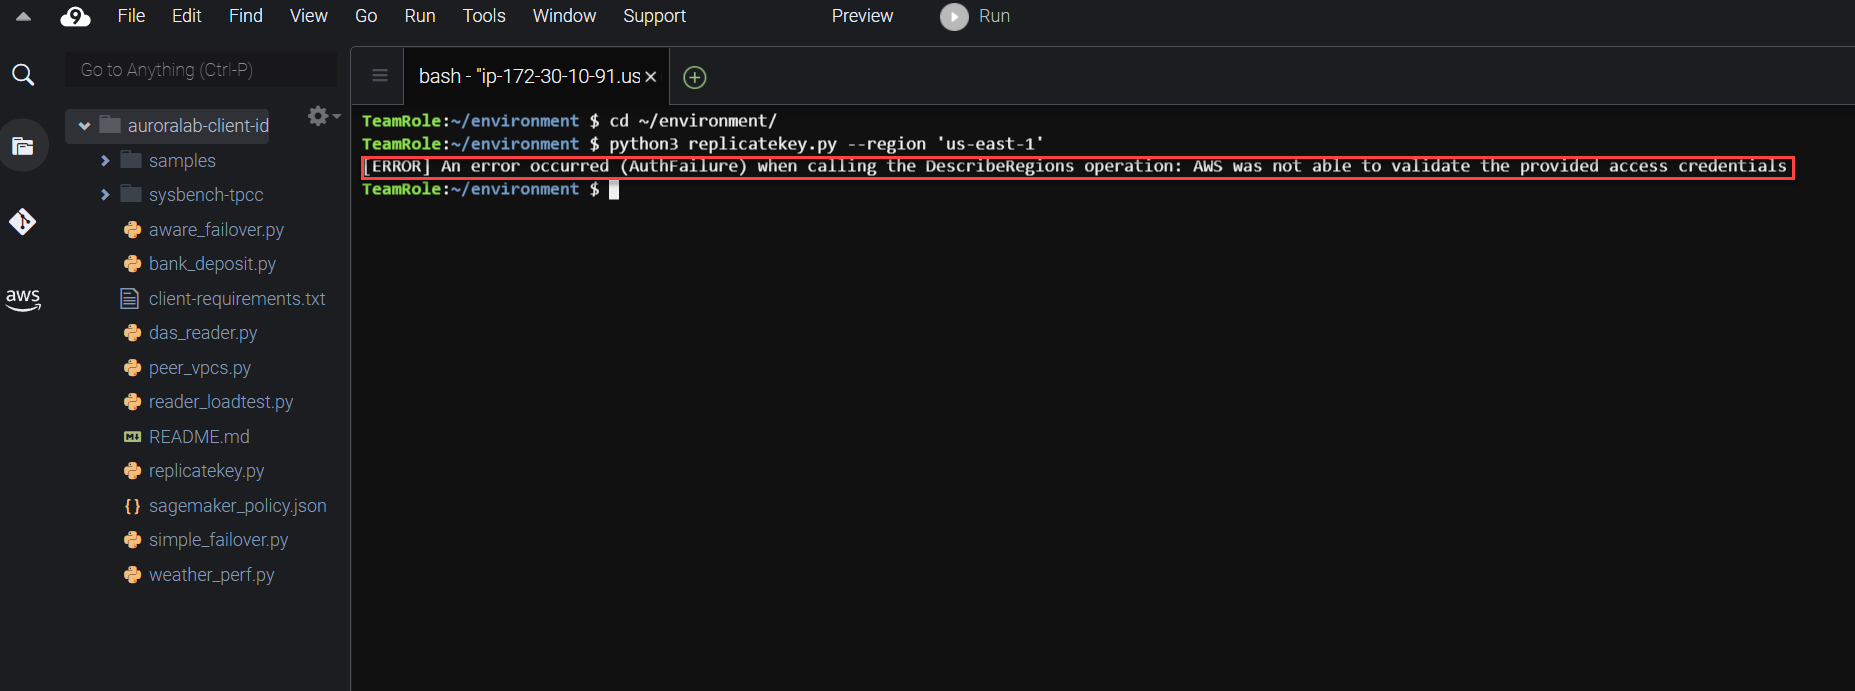 9 File Edit Find View Go Run Tools Window Support Preview Run
Go to Anything (Ctrl-P)
bash - "ip-172-30-10-91.us
auroralab-client-id
samples
sysbench-tpcc
aware_failover.py
bank_deposit.py
client-requirements.txt
das_reader.py
peer_vpcs.py
reader_loadtest.py
M↓ README.md
replicatekey.py
{} sagemaker_policy.json
simple_failover.py
weather_perf.py
aws
TeamRole:~/environment $ cd ~/environment/
TeamRole:~/environment $ python3 replicatekey.py --region 'us-east-1'
[ERROR] An error occurred (AuthFailure) when calling the DescribeRegions operation: AWS was not able to validate the provided access credentials
TeamRole:~/environment $